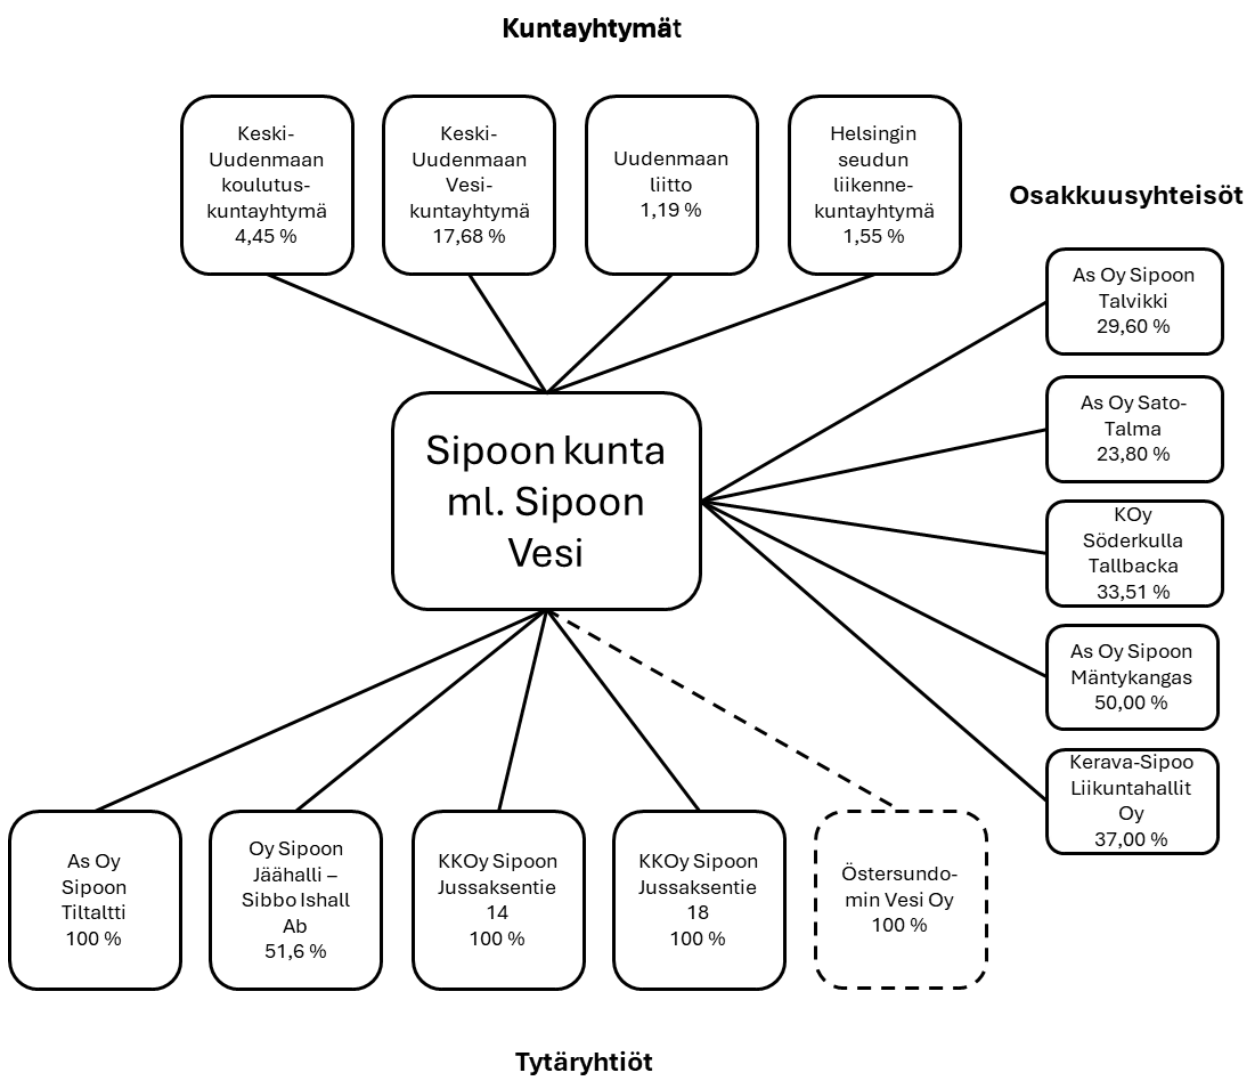 Kuntayhtymät
Keski-
Uudenmaan
koulutus-
kuntayhtymä
4,45 %
Keski-
Uudenmaan
Vesi-
kuntayhtymä
17,68 %
Uudenmaan
liitto
1,19 %
Helsingin
seudun
liikenne-
kuntayhtymä
1,55 %
Osakkuusyhteisöt
As Oy Sipoon
Talvikki
29,60 %
As Oy Sato-
Talma
23,80 %
KOy
Söderkulla
Tallbacka
33,51 %
As Oy Sipoon
Mäntykangas
50,00 %
Kerava-Sipoo
Liikuntahallit
Oy
37,00 %
Sipoon kunta
ml. Sipoon
Vesi
As Oy
Sipoon
Tiltaltti
100 %
Oy Sipoon
Jäähalli –
Sibbo Ishall
Ab
51,6 %
KKOy Sipoon
Jussaksentie
14
100 %
KKOy Sipoon
Jussaksentie
18
100 %
Östersundo-
min Vesi Oy
100 %
Tytäryhtiöt